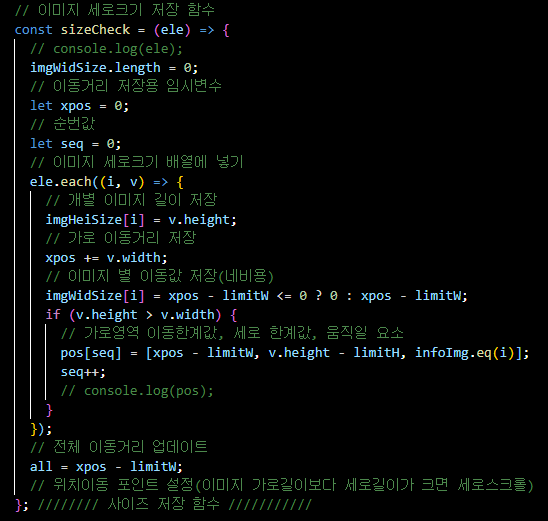 // 이미지 세로크기 저장 함수
const sizeCheck = (ele) => {
// console.log(ele);
imgWidSize.length = 0;
// 이동거리 저장용 임시변수
let xpos = 0;
// 순번값
let seq = 0;
// 이미지 세로크기 배열에 넣기
ele.each((i, v) => {
// 개별 이미지 길이 저장
imgHeiSize[i] = v.height;
// 가로 이동거리 저장
xpos += v.width;
// 이미지 별 이동값 저장(네비용)
imgWidSize[i] = xpos - limitW <= 0 ? 0 : xpos - limitW;
if (v.height > v.width) {
// 가로영역 이동한계값, 세로 한계값, 움직일 요소
pos[seq] = [xpos - limitW, v.height - limitH, infoImg.eq(i)];
seq++;
// console.log(pos);
}
});
// 전체 이동거리 업데이트
all = xpos - limitW;
// 위치이동 포인트 설정(이미지 가로길이보다 세로길이가 크면 세로스크롤)
}; //////// 사이즈 저장 함수 ///////////